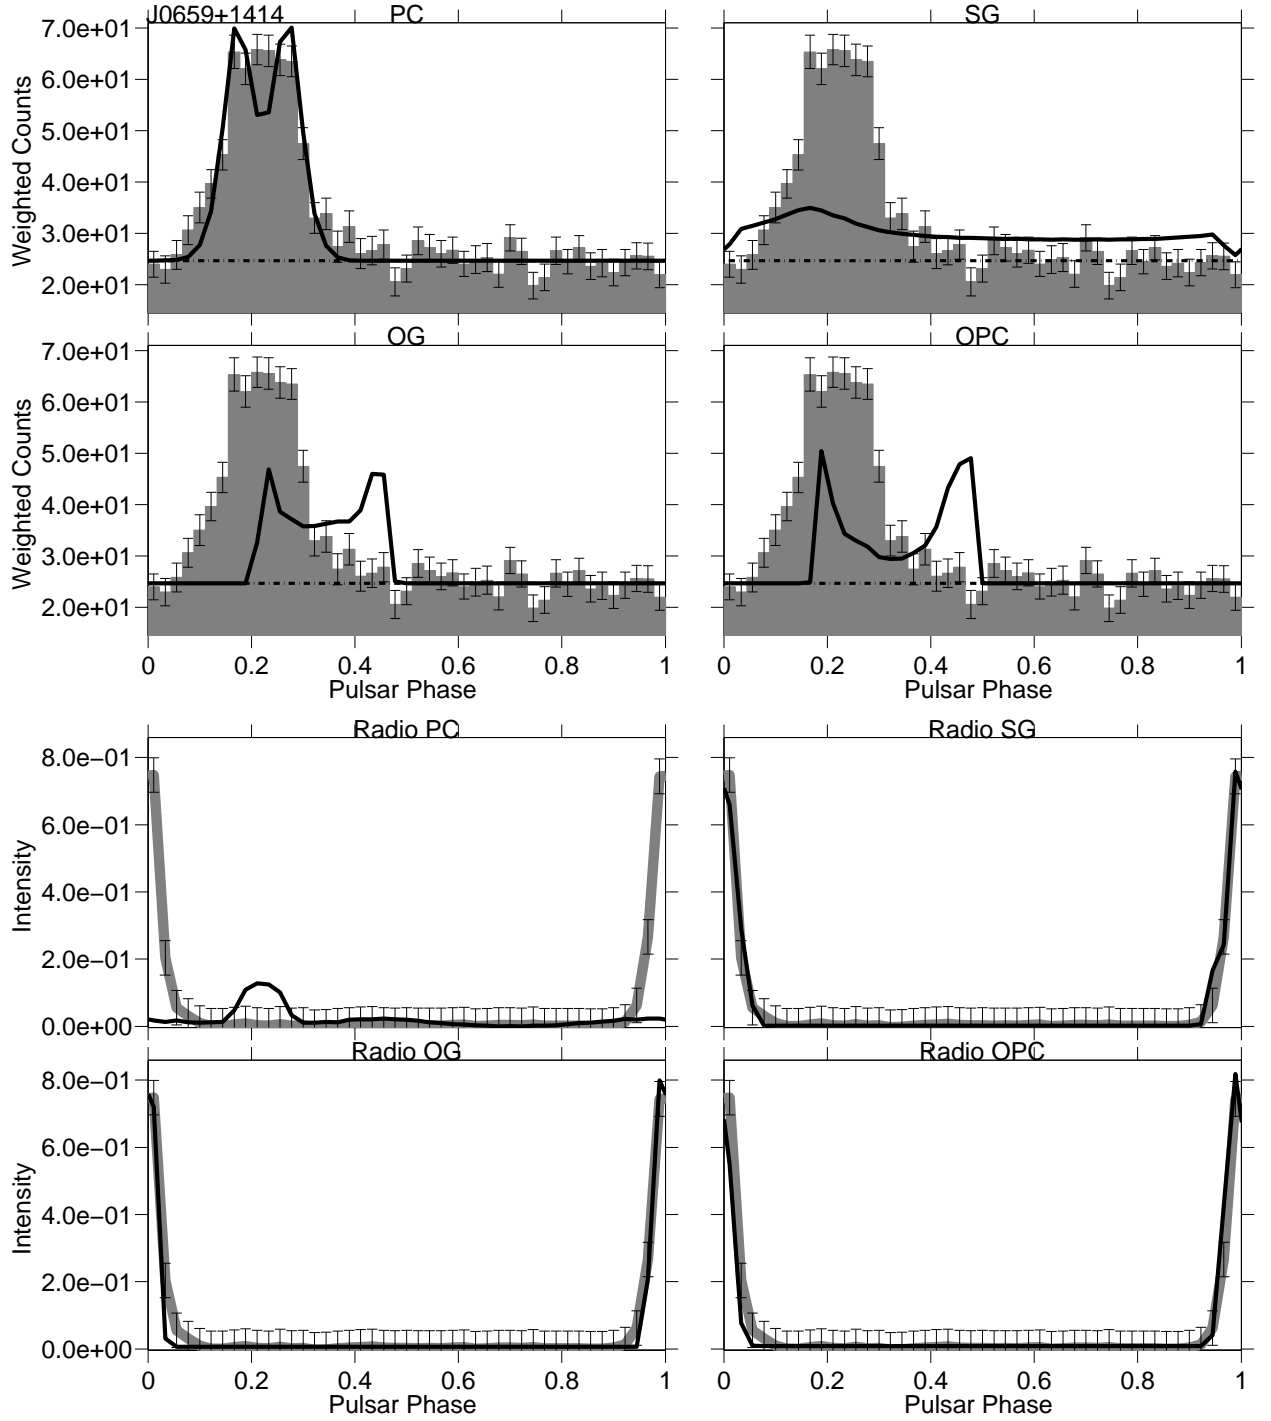 J0659+1414 PC SG
7.0e+01
6.0e+01
5.0e+01
4.0e+01
3.0e+01
2.0e+01
Weighted Counts
OG OPC
7.0e+01
6.0e+01
5.0e+01
4.0e+01
3.0e+01
2.0e+01
Weighted Counts
0 0.2 0.4 0.6 0.8 1 0 0.2 0.4 0.6 0.8 1
Pulsar Phase Pulsar Phase
Radio PC Radio SG
8.0e−01
6.0e−01
4.0e−01
2.0e−01
0.0e+00
Intensity
Radio OG Radio OPC
8.0e−01
6.0e−01
4.0e−01
2.0e−01
0.0e+00
Intensity
0 0.2 0.4 0.6 0.8 1 0 0.2 0.4 0.6 0.8 1
Pulsar Phase Pulsar Phase